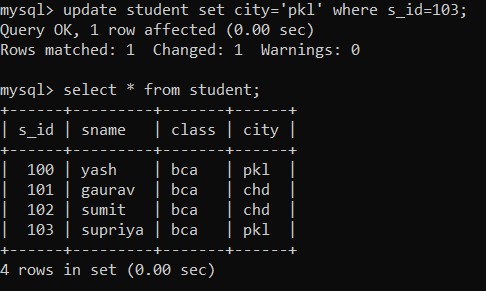 mysql> update student set city='pkl' where s_id=103;
Query OK, 1 row affected (0.00 sec)
Rows matched: 1  Changed: 1  Warnings: 0

mysql> select * from student;
+------+---------+-------+------+
| s_id | sname   | class | city |
+------+---------+-------+------+
|  100 | yash    | bca   | pkl  |
|  101 | gaurav  | bca   | chd  |
|  102 | sumit   | bca   | chd  |
|  103 | supriya | bca   | pkl  |
+------+---------+-------+------+
4 rows in set (0.00 sec)